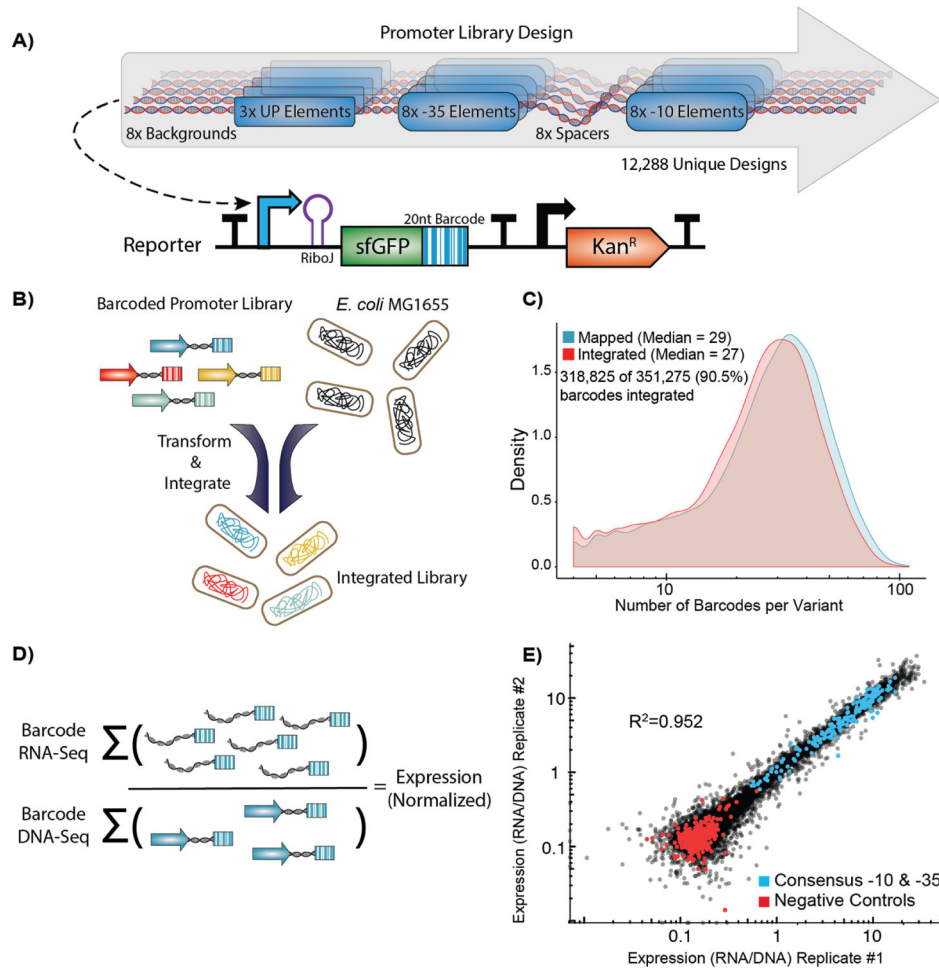 A)
Promoter Library Design
3x UP Elements
8x -35 Elements
8x -10 Elements
8x Backgrounds
8x Spacers
12,288 Unique Designs
20nt Barcode
Reporter
RiboJ
sfGFP
Kanᴿ
B)
Barcoded Promoter Library
E. coli MG1655
Transform
&
Integrate
Integrated Library
C)
Mapped (Median = 29)
Integrated (Median = 27)
318,825 of 351,275 (90.5%)
barcodes integrated
Density
1.5
1.0
0.5
0.0
10
100
Number of Barcodes per Variant
D)
Barcode
RNA-Seq
Σ( )
Barcode
DNA-Seq
Σ( )
= Expression
(Normalized)
E)
Expression (RNA/DNA) Replicate #2
R²=0.952
10
1
0.1
Consensus -10 & -35
Negative Controls
0.1
1
10
Expression (RNA/DNA) Replicate #1